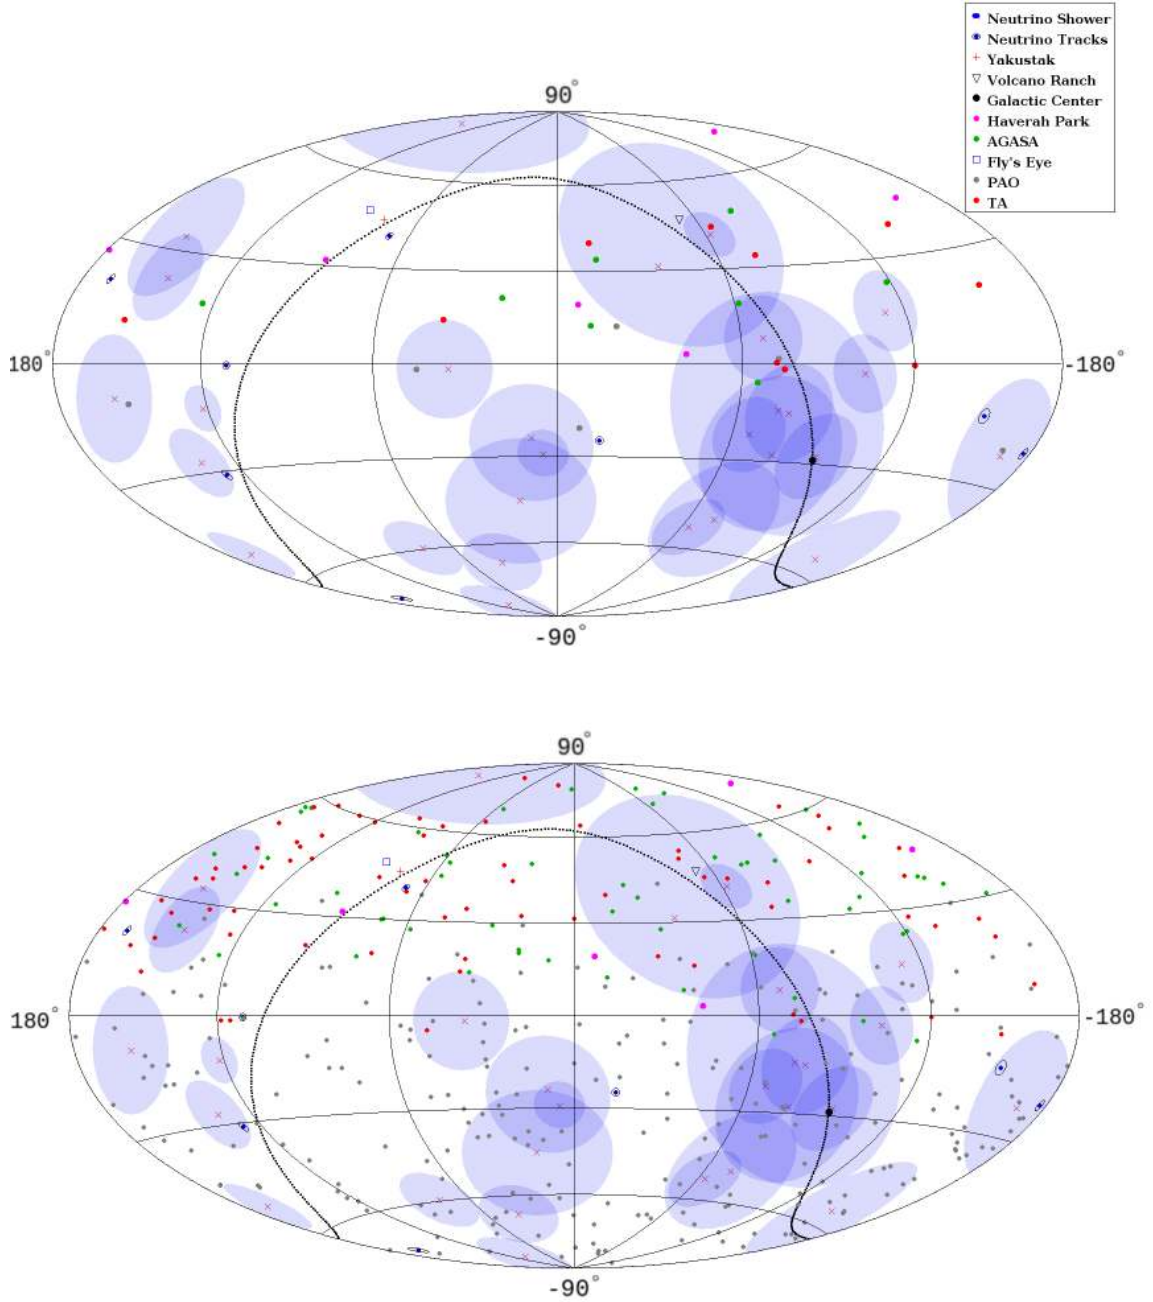 Neutrino Shower
Neutrino Tracks
Yakustak
Volcano Ranch
Galactic Center
Haverah Park
AGASA
Fly's Eye
PAO
TA
90°
180°
-180°
-90°
90°
180°
-180°
-90°